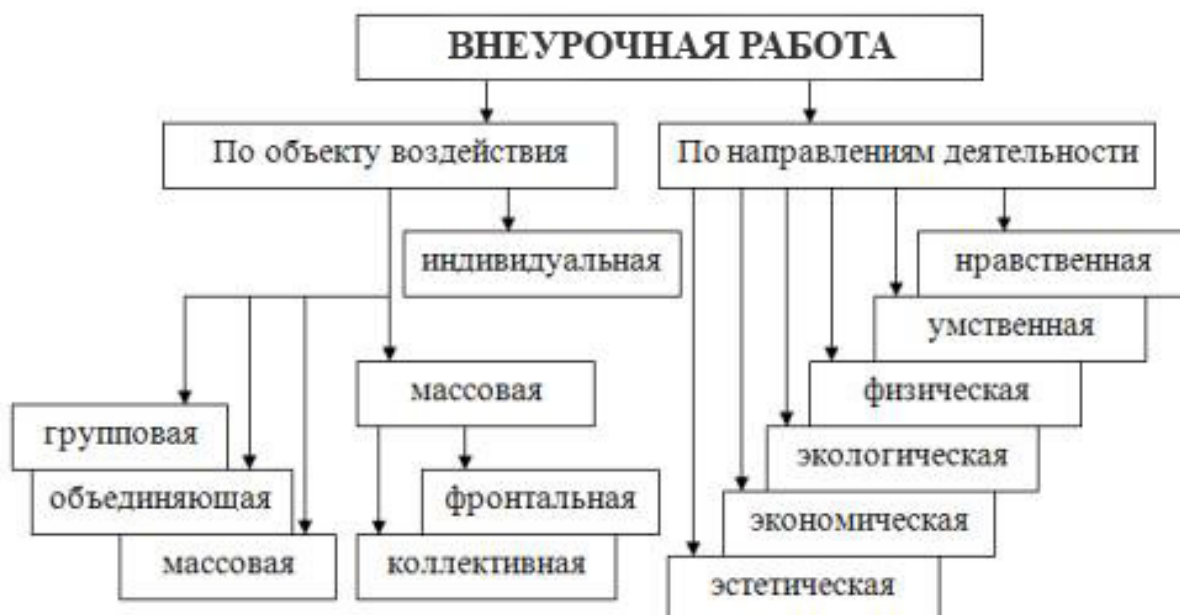 ВНЕУРОЧНАЯ РАБОТА
По объекту воздействия
По направлениям деятельности
индивидуальная
нравственная
умственная
массовая
физическая
групповая
экологическая
объединяющая
фронтальная
экономическая
массовая
коллективная
эстетическая